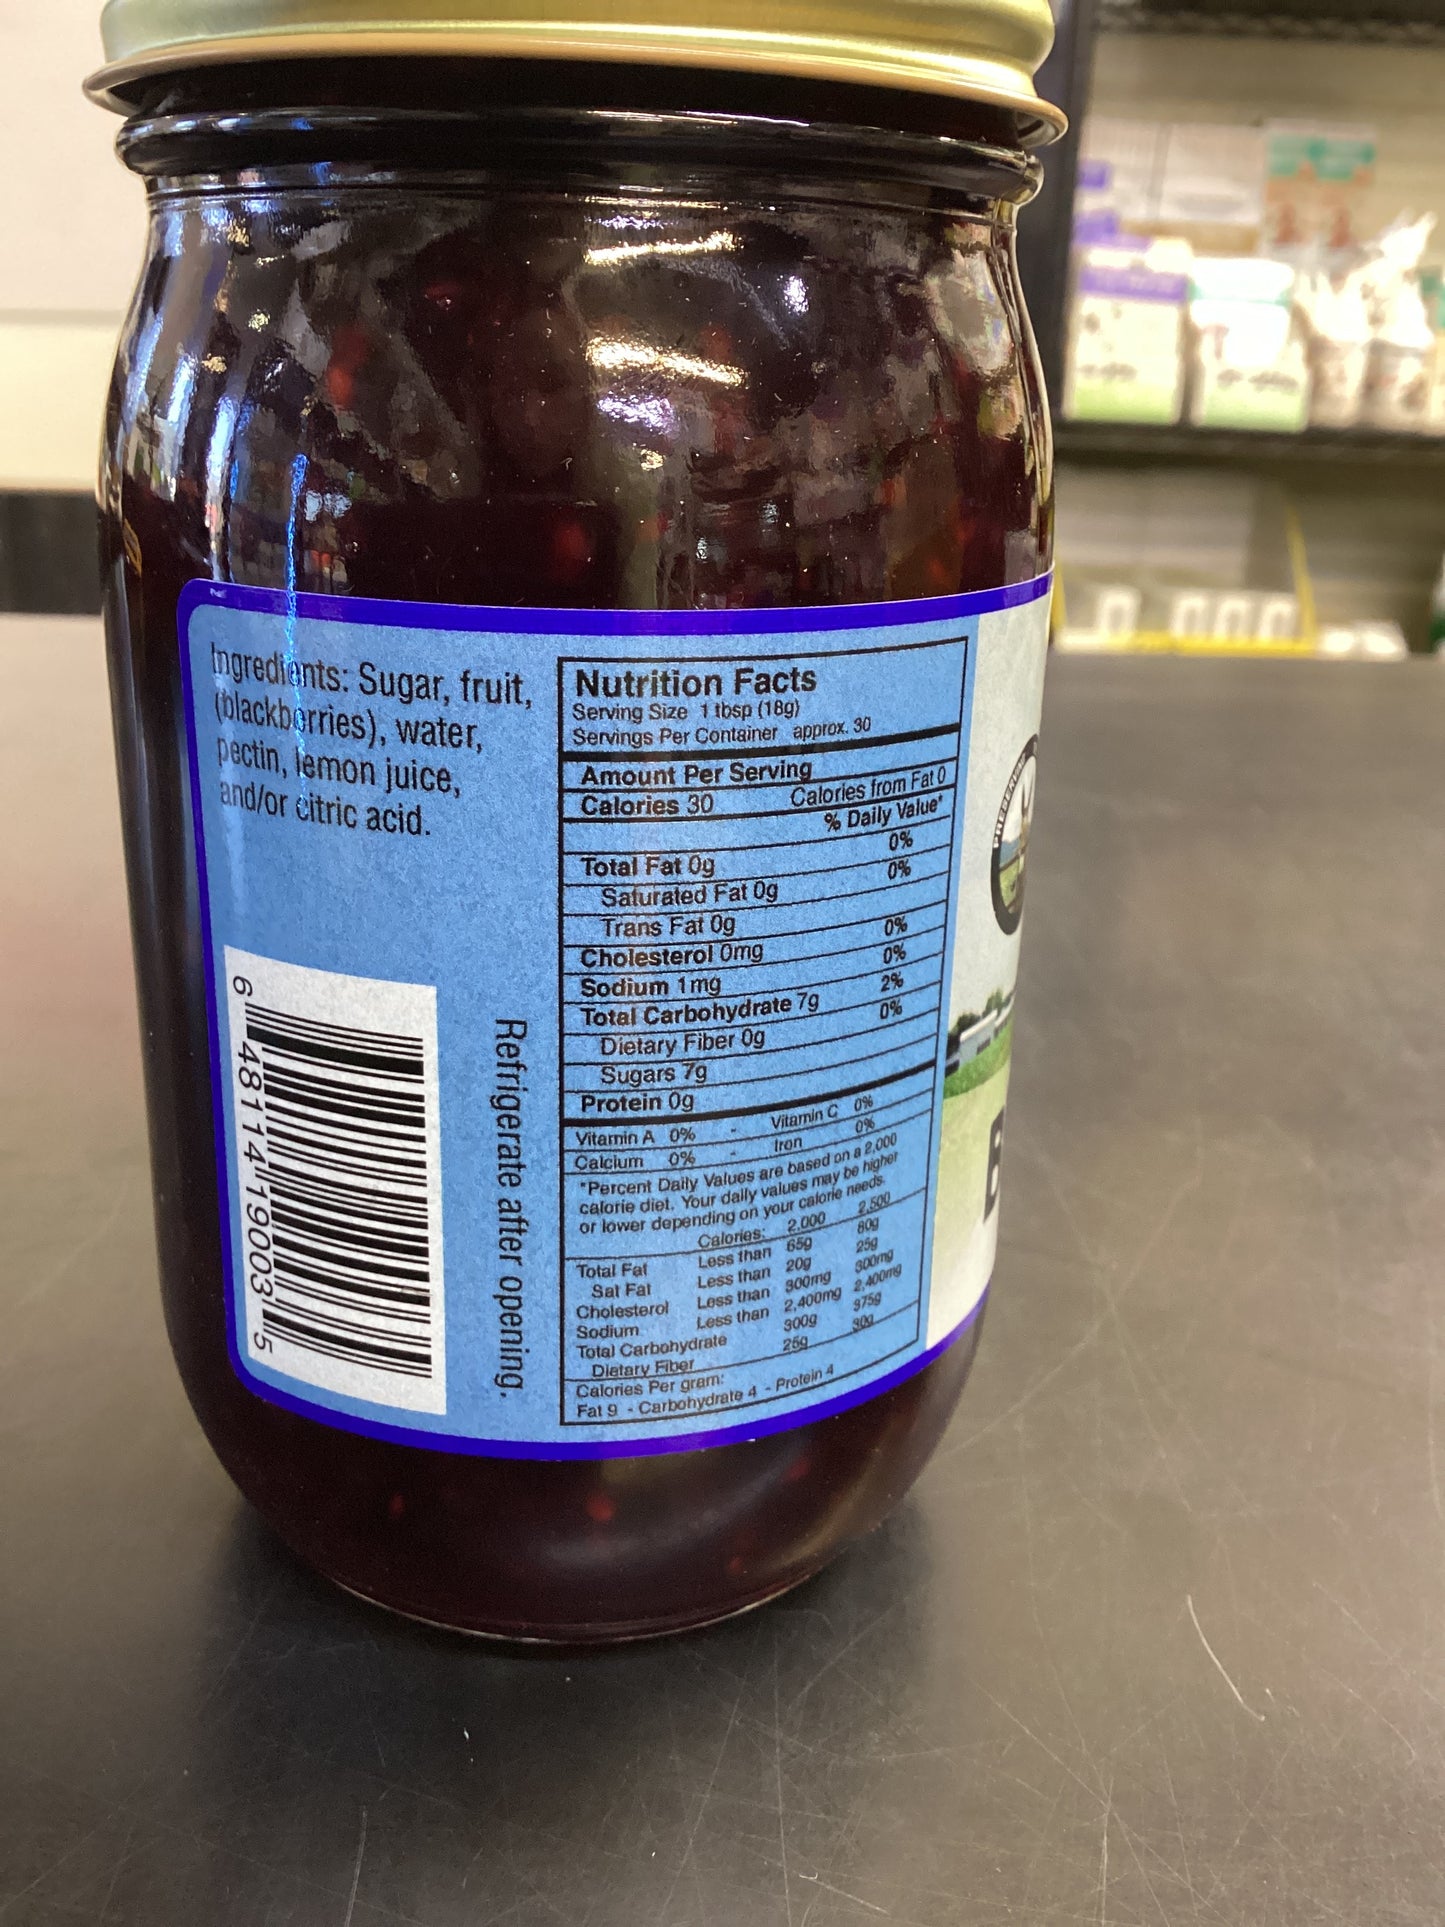 Ingredients: Sugar, fruit,
(blackberries), water,
pectin, lemon juice,
and/or citric acid.
6 48114 19003 5
Refrigerate after opening.
Nutrition Facts
Serving Size 1 tbsp (18g)
Servings Per Container approx. 30
Amount Per Serving
Calories 30 Calories from Fat 0
% Daily Value*
Total Fat 0g 0%
Saturated Fat 0g 0%
Trans Fat 0g
Cholesterol 0mg 0%
Sodium 1mg 0%
Total Carbohydrate 7g 2%
Dietary Fiber 0g 0%
Sugars 7g
Protein 0g
Vitamin A 0% - Vitamin C 0%
Calcium 0% - Iron 0%
*Percent Daily Values are based on a 2,000
calorie diet. Your daily values may be higher
or lower depending on your calorie needs.
Calories: 2,000 2,500
Total Fat Less than 65g 80g
Sat Fat Less than 20g 25g
Cholesterol Less than 300mg 300mg
Sodium Less than 2,400mg 2,400mg
Total Carbohydrate 300g 375g
Dietary Fiber 25g 30g
Calories Per gram:
Fat 9 - Carbohydrate 4 - Protein 4